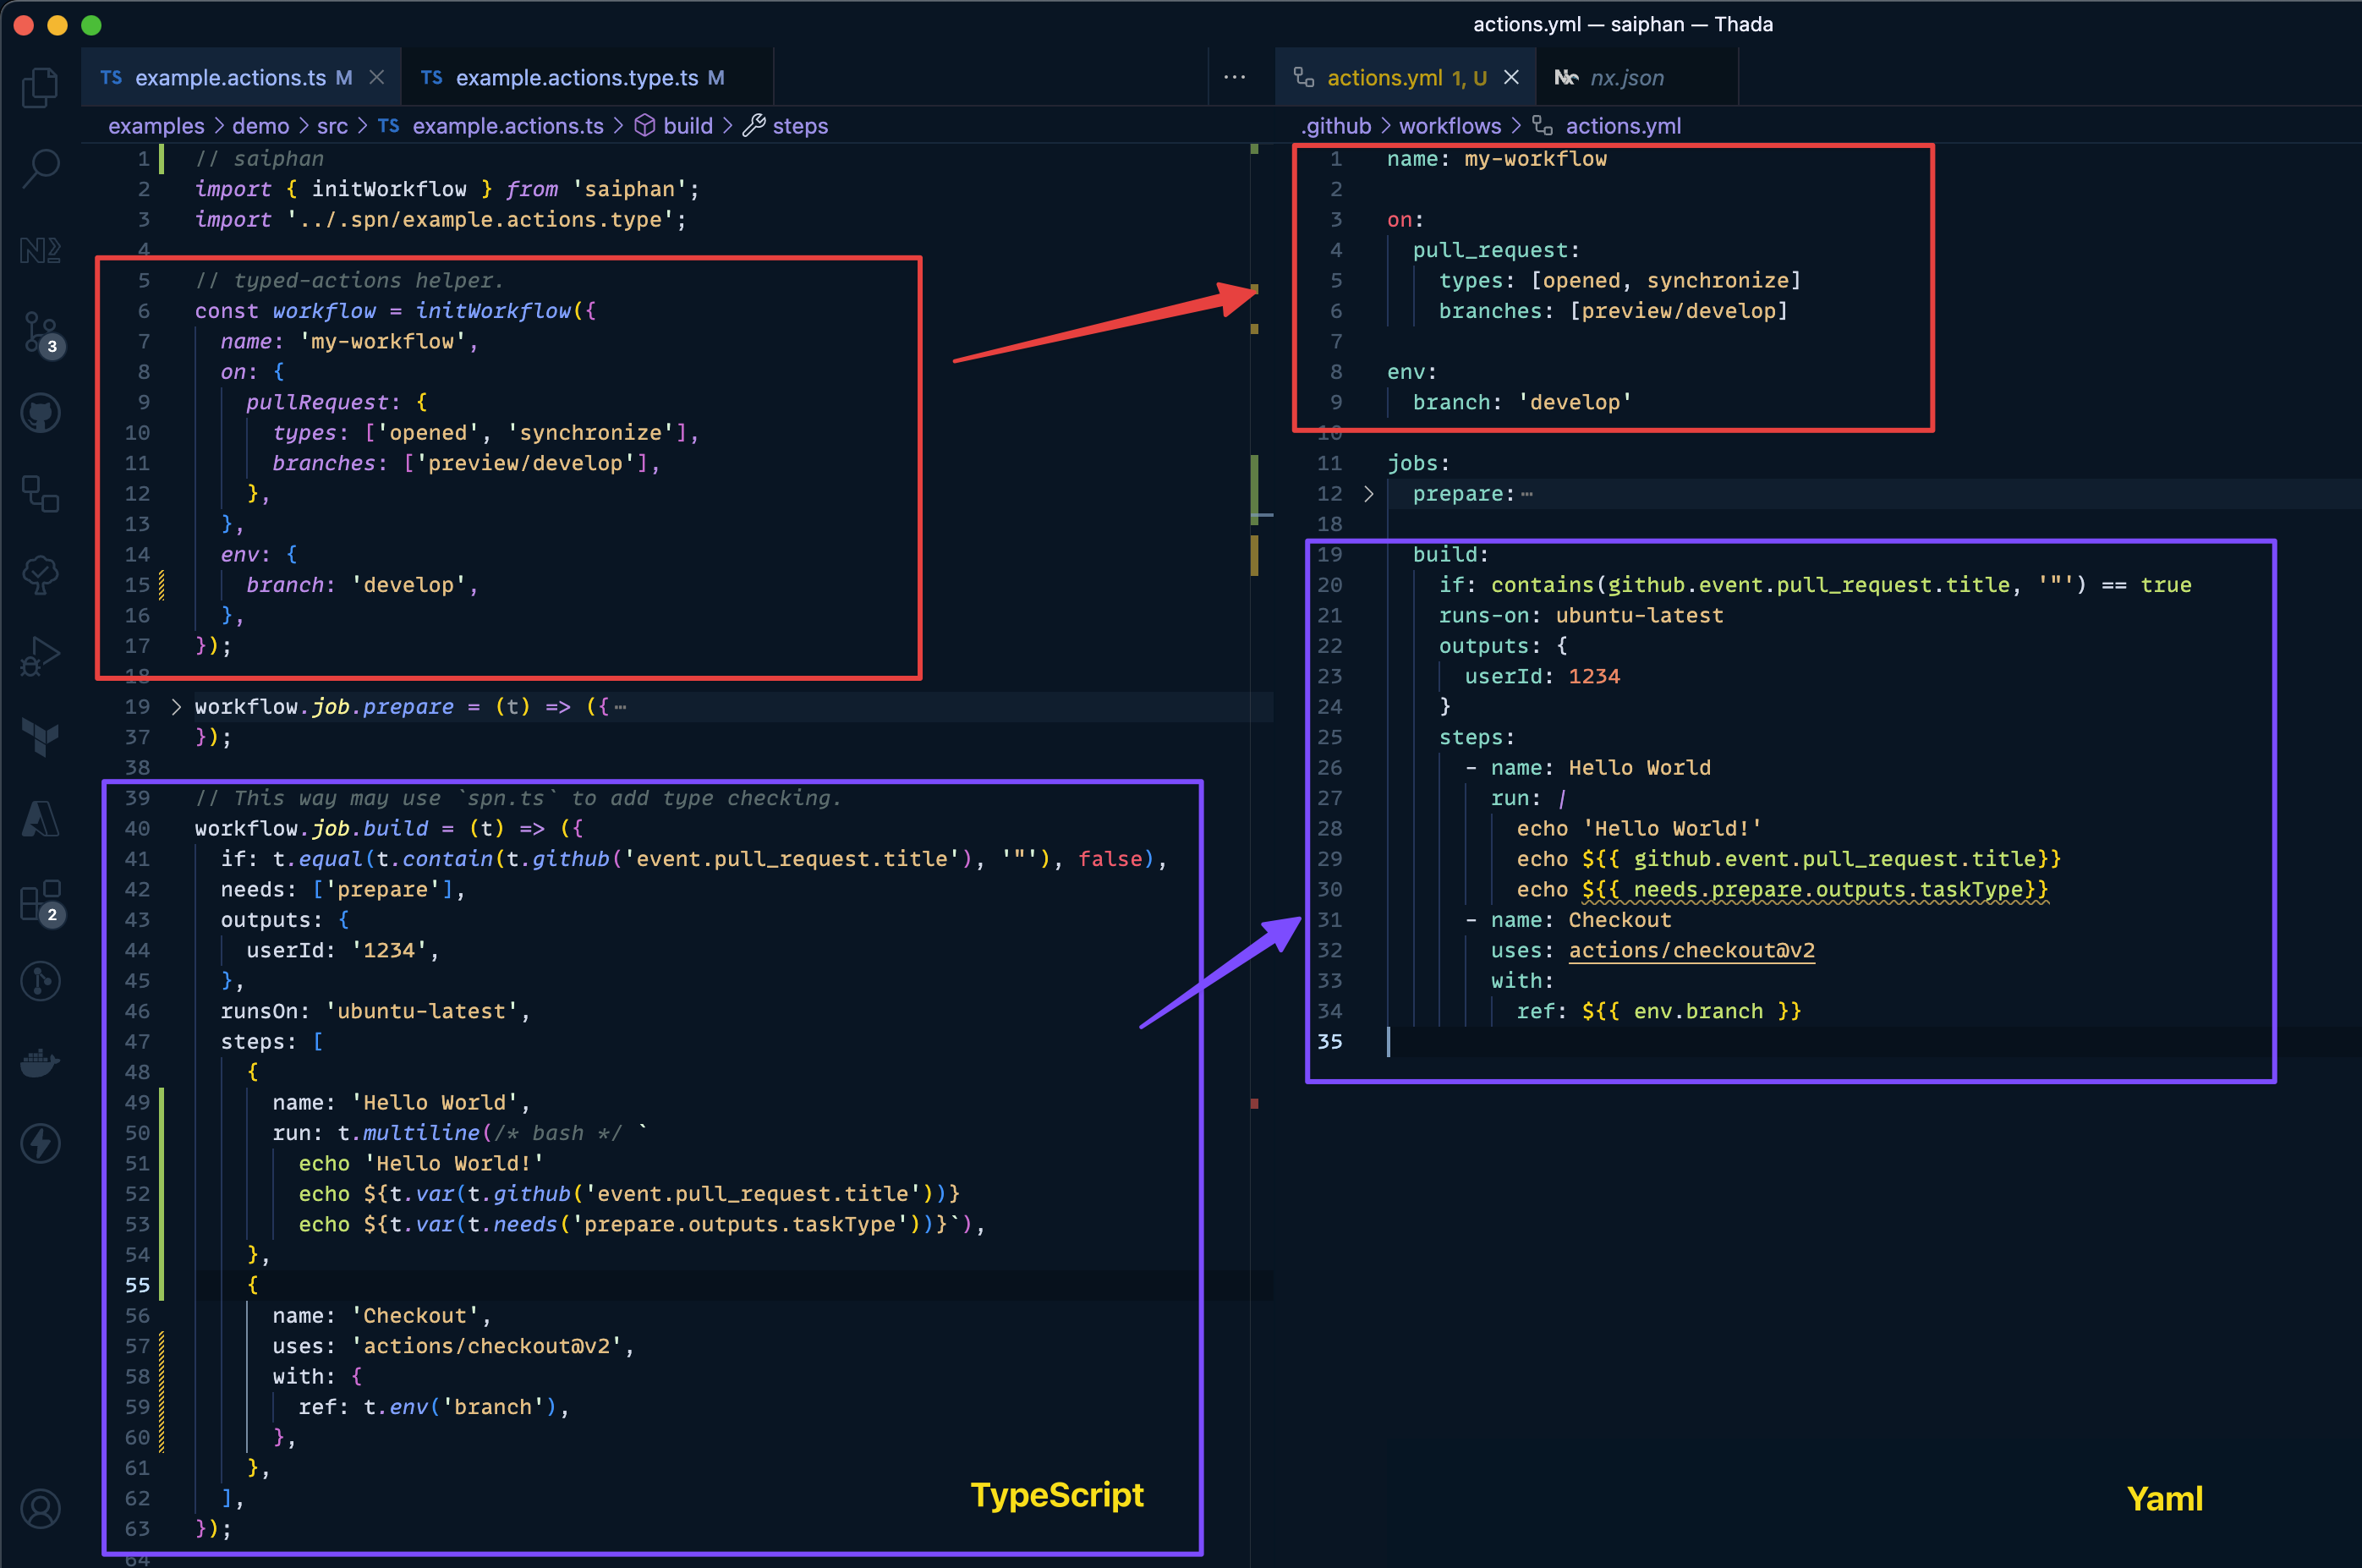 actions.yml — saiphan — Thada
TS example.actions.ts M
TS example.actions.type.ts M
actions.yml 1, U
nx.json
examples > demo > src > TS example.actions.ts > build > steps
.github > workflows > actions.yml
3
2
1 // saiphan
2 import { initWorkflow } from 'saiphan';
3 import '../.spn/example.actions.type';
4
5 // typed-actions helper.
6 const workflow = initWorkflow({
7 name: 'my-workflow',
8 on: {
9 pullRequest: {
10 types: ['opened', 'synchronize'],
11 branches: ['preview/develop'],
12 },
13 },
14 env: {
15 branch: 'develop',
16 },
17 });
18
19 > workflow.job.prepare = (t) => ({ ⋯
37 });
38
39 // This way may use `spn.ts` to add type checking.
40 workflow.job.build = (t) => ({
41 if: t.equal(t.contain(t.github('event.pull_request.title'), '"'), false),
42 needs: ['prepare'],
43 outputs: {
44 userId: '1234',
45 },
46 runsOn: 'ubuntu-latest',
47 steps: [
48 {
49 name: 'Hello World',
50 run: t.multiline(/* bash */ `
51 echo 'Hello World!'
52 echo ${t.var(t.github('event.pull_request.title'))}
53 echo ${t.var(t.needs('prepare.outputs.taskType'))}`),
54 },
55 {
56 name: 'Checkout',
57 uses: 'actions/checkout@v2',
58 with: {
59 ref: t.env('branch'),
60 },
61 },
62 ],
63 });
64
TypeScript
1 name: my-workflow
2
3 on:
4 pull_request:
5 types: [opened, synchronize]
6 branches: [preview/develop]
7
8 env:
9 branch: 'develop'
10
11 jobs:
12 > prepare: ⋯
18
19 build:
20 if: contains(github.event.pull_request.title, '"') == true
21 runs-on: ubuntu-latest
22 outputs: {
23 userId: 1234
24 }
25 steps:
26 - name: Hello World
27 run: |
28 echo 'Hello World!'
29 echo ${{ github.event.pull_request.title}}
30 echo ${{ needs.prepare.outputs.taskType}}
31 - name: Checkout
32 uses: actions/checkout@v2
33 with:
34 ref: ${{ env.branch }}
35
Yaml